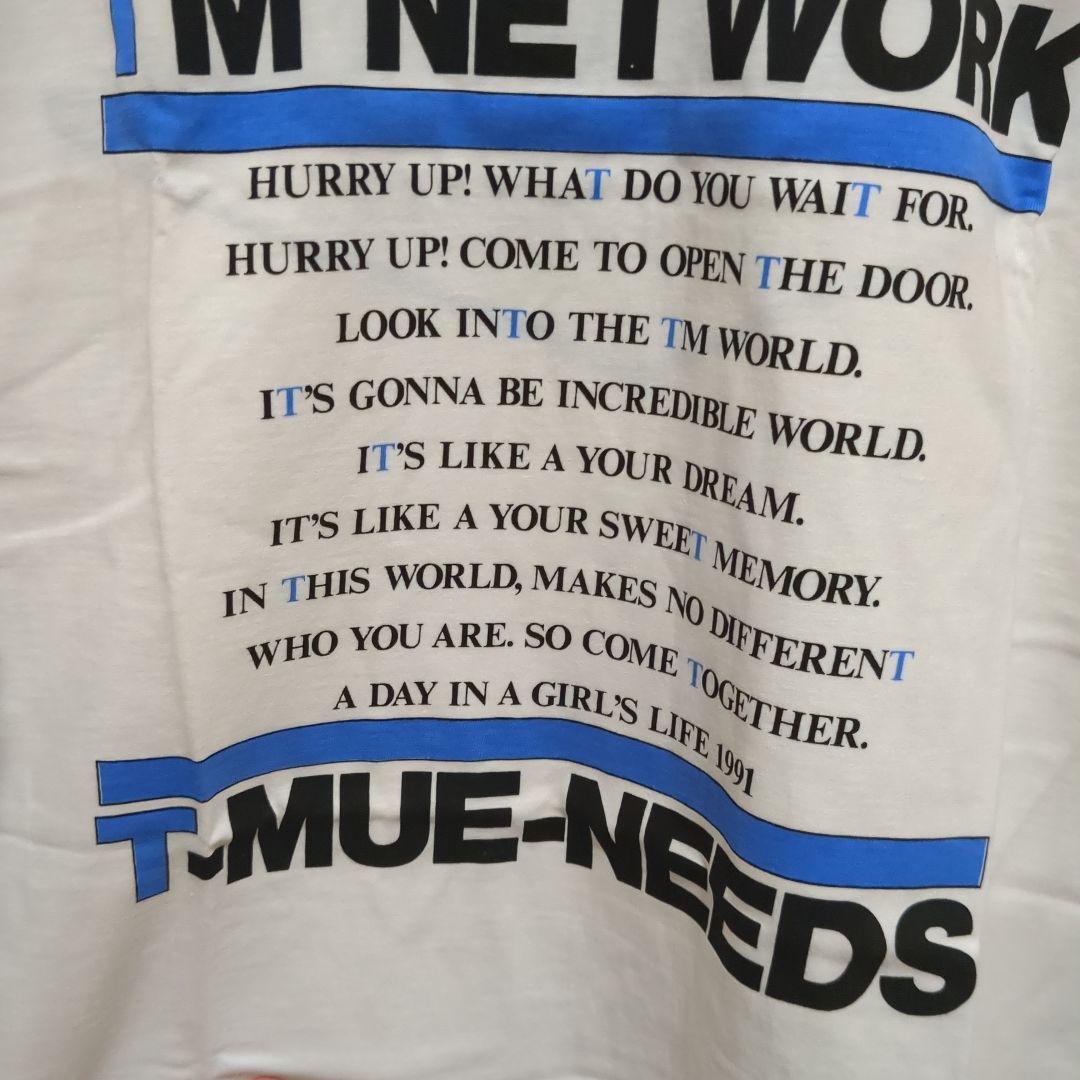 TM NETWORK
HURRY UP! WHAT DO YOU WAIT FOR.
HURRY UP! COME TO OPEN THE DOOR.
LOOK INTO THE TM WORLD.
IT'S GONNA BE INCREDIBLE WORLD.
IT'S LIKE A YOUR DREAM.
IT'S LIKE A YOUR SWEET MEMORY.
IN THIS WORLD, MAKES NO DIFFERENT
WHO YOU ARE. SO COME TOGETHER.
A DAY IN A GIRL'S LIFE 1991
T-MUE-NEEDS